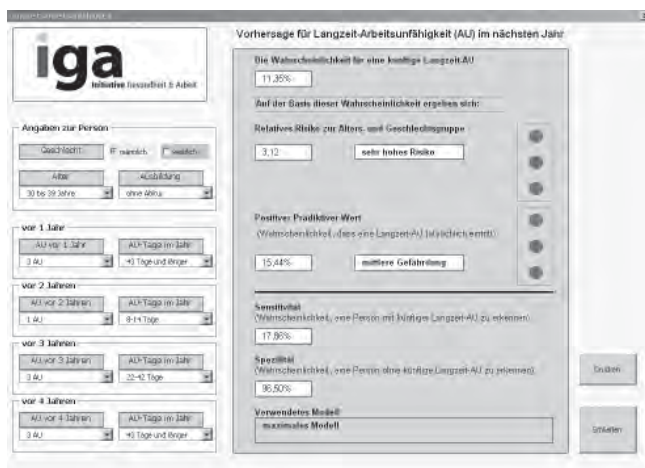 iga
Initiative Gesundheit & Arbeit
Angaben zur Person
Geschlecht
männlich
weiblich
Alter
Ausbildung
30 bis 39 Jahre
ohne Abitur
vor 1 Jahr
AU vor 1 Jahr
AU-Tage im Jahr
3 AU
43 Tage und länger
vor 2 Jahren
AU vor 2 Jahren
AU-Tage im Jahr
1 AU
8-14 Tage
vor 3 Jahren
AU vor 3 Jahren
AU-Tage im Jahr
3 AU
22-42 Tage
vor 4 Jahren
AU vor 4 Jahren
AU-Tage im Jahr
3 AU
43 Tage und länger
Vorhersage für Langzeit-Arbeitsunfähigkeit (AU) im nächsten Jahr
Die Wahrscheinlichkeit für eine künftige Langzeit-AU
11,35%
Auf der Basis dieser Wahrscheinlichkeit ergeben sich:
Relatives Risiko zur Alters- und Geschlechtsgruppe
3,12
sehr hohes Risiko
Positiver Prädiktiver Wert
(Wahrscheinlichkeit, dass eine Langzeit-AU tatsächlich eintritt)
15,44%
mittlere Gefährdung
Sensitivität
(Wahrscheinlichkeit, eine Person mit künftiger Langzeit-AU zu erkennen)
17,86%
Spezifität
(Wahrscheinlichkeit, eine Person ohne künftige Langzeit-AU zu erkennen)
96,50%
Verwendetes Modell
maximales Modell
Drucken
Schließen